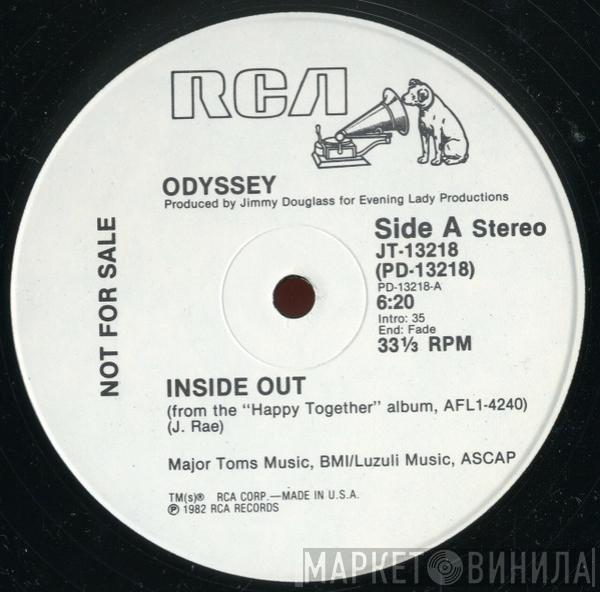 RCA
ODYSSEY
Produced by Jimmy Douglass for Evening Lady Productions
NOT FOR SALE
Side A Stereo
JT-13218
(PD-13218)
PD-13218-A
6:20
Intro: 35
End: Fade
33⅓ RPM
INSIDE OUT
(from the "Happy Together" album, AFL1-4240)
(J. Rae)
Major Toms Music, BMI/Luzuli Music, ASCAP
TM(s)® RCA CORP.—MADE IN U.S.A.
℗ 1982 RCA RECORDS
МАРКЕТ ВИНИЛА